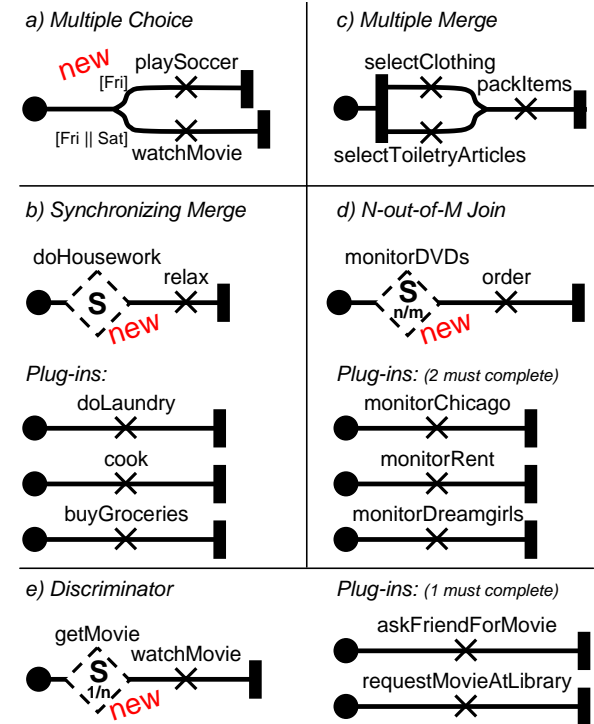 a) Multiple Choice
new
playSoccer
[Fri]
[Fri || Sat]
watchMovie
c) Multiple Merge
selectClothing
packItems
selectToiletryArticles
b) Synchronizing Merge
doHousework
relax
S
new
Plug-ins:
doLaundry
cook
buyGroceries
d) N-out-of-M Join
monitorDVDs
order
S
n/m
new
Plug-ins: (2 must complete)
monitorChicago
monitorRent
monitorDreamgirls
e) Discriminator
getMovie
watchMovie
S
1/n
new
Plug-ins: (1 must complete)
askFriendForMovie
requestMovieAtLibrary